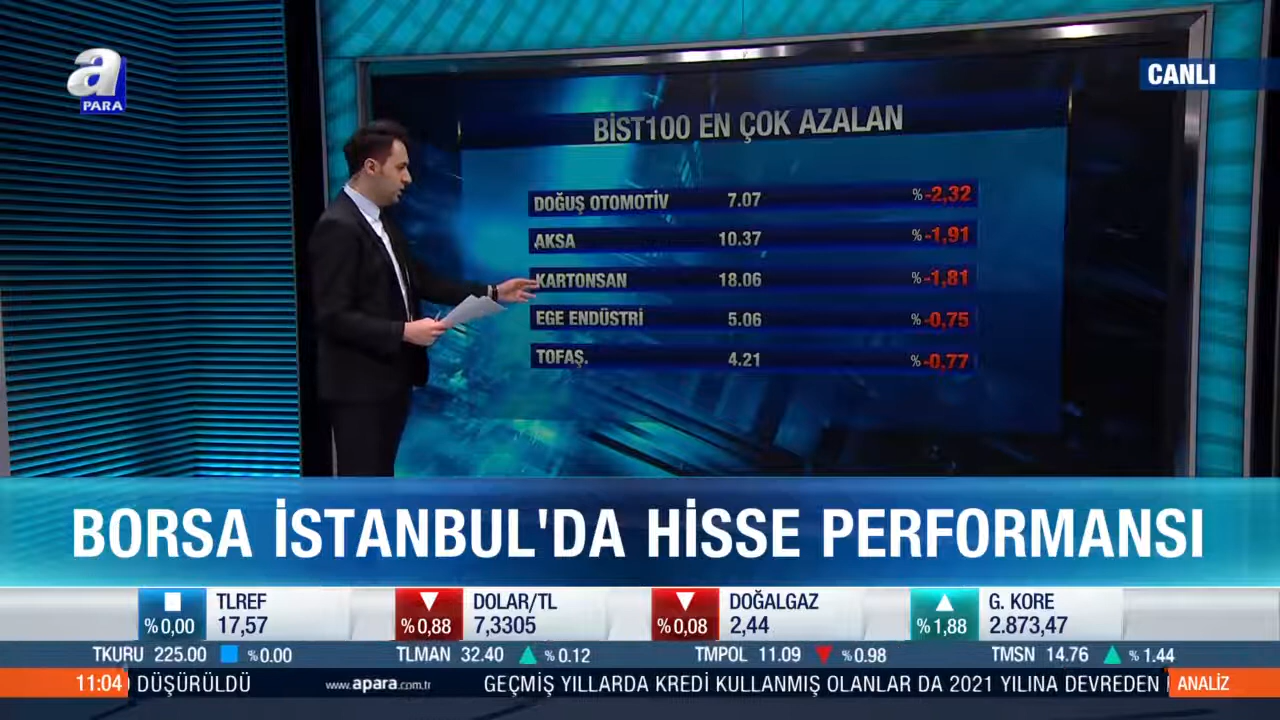 a
PARA
CANLI
BİST100 EN ÇOK AZALAN
DOĞUŞ OTOMOTİV 7.07 %-2,32
AKSA 10.37 %-1,91
KARTONSAN 18.06 %-1,81
EGE ENDÜSTRİ 5.06 %-0,75
TOFAŞ. 4.21 %-0,77
BORSA İSTANBUL'DA HİSSE PERFORMANSI
%0,00 TLREF 17,57
%0,88 DOLAR/TL 7,3305
%0,08 DOĞALGAZ 2,44
%1,88 G. KORE 2.873,47
TKURU 225.00 %0.00 TLMAN 32.40 %0.12 TMPOL 11.09 %0.98 TMSN 14.76 %1.44
11:04 DÜŞÜRÜLDÜ www.apara.com.tr GEÇMİŞ YILLARDA KREDİ KULLANMIŞ OLANLAR DA 2021 YILINA DEVREDEN ANALİZ